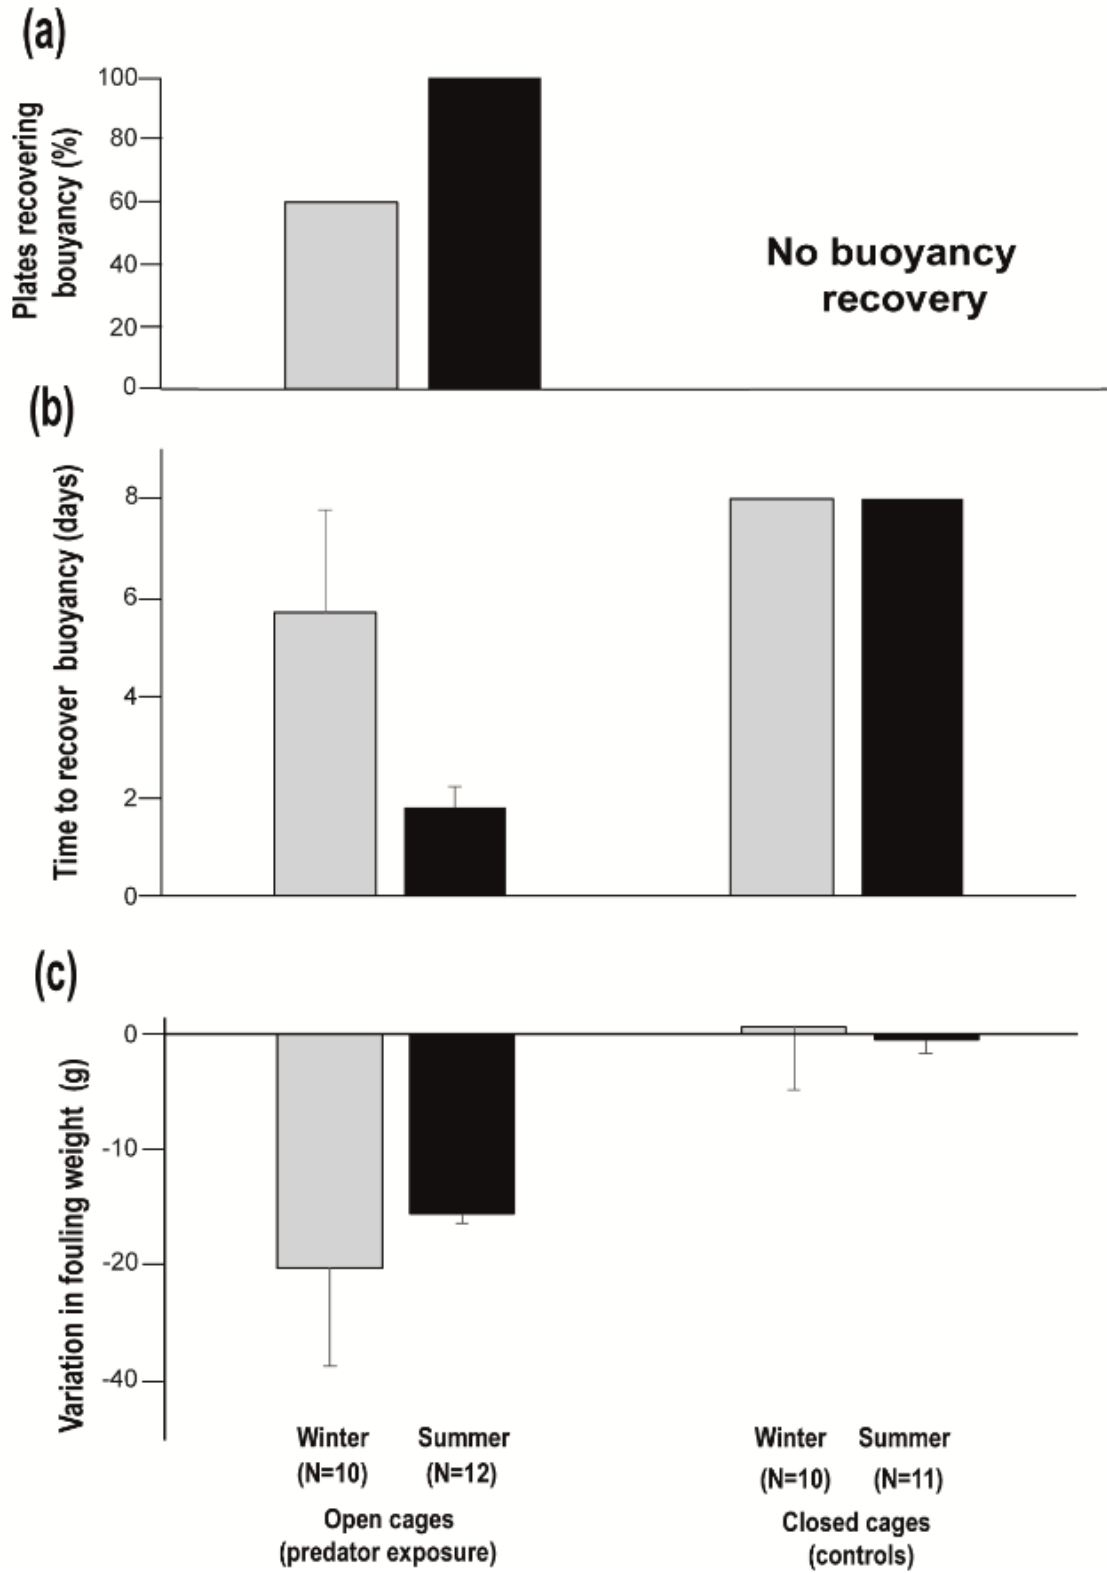 (a)
Plates recovering
bouyancy (%)
100
80
60
40
20
0
No buoyancy
recovery
(b)
Time to recover buoyancy (days)
8
6
4
2
0
(c)
Variation in fouling weight (g)
0
-10
-20
-40
Winter Summer Winter Summer
(N=10) (N=12) (N=10) (N=11)
Open cages Closed cages
(predator exposure) (controls)